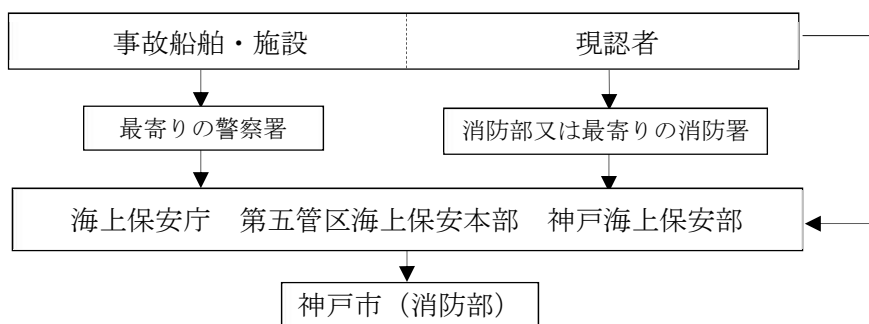 事故船舶・施設 現認者
最寄りの警察署 消防部又は最寄りの消防署
海上保安庁 第五管区海上保安本部 神戸海上保安部
神戸市（消防部）